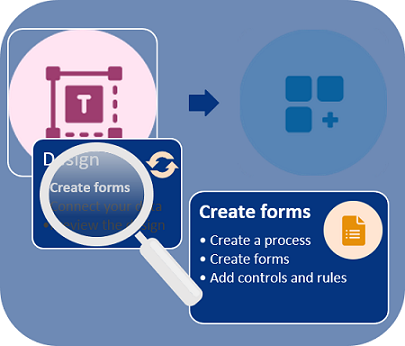 T
Design
Create forms
• Connect your data
• Review the design
Create forms
• Create a process
• Create forms
• Add controls and rules